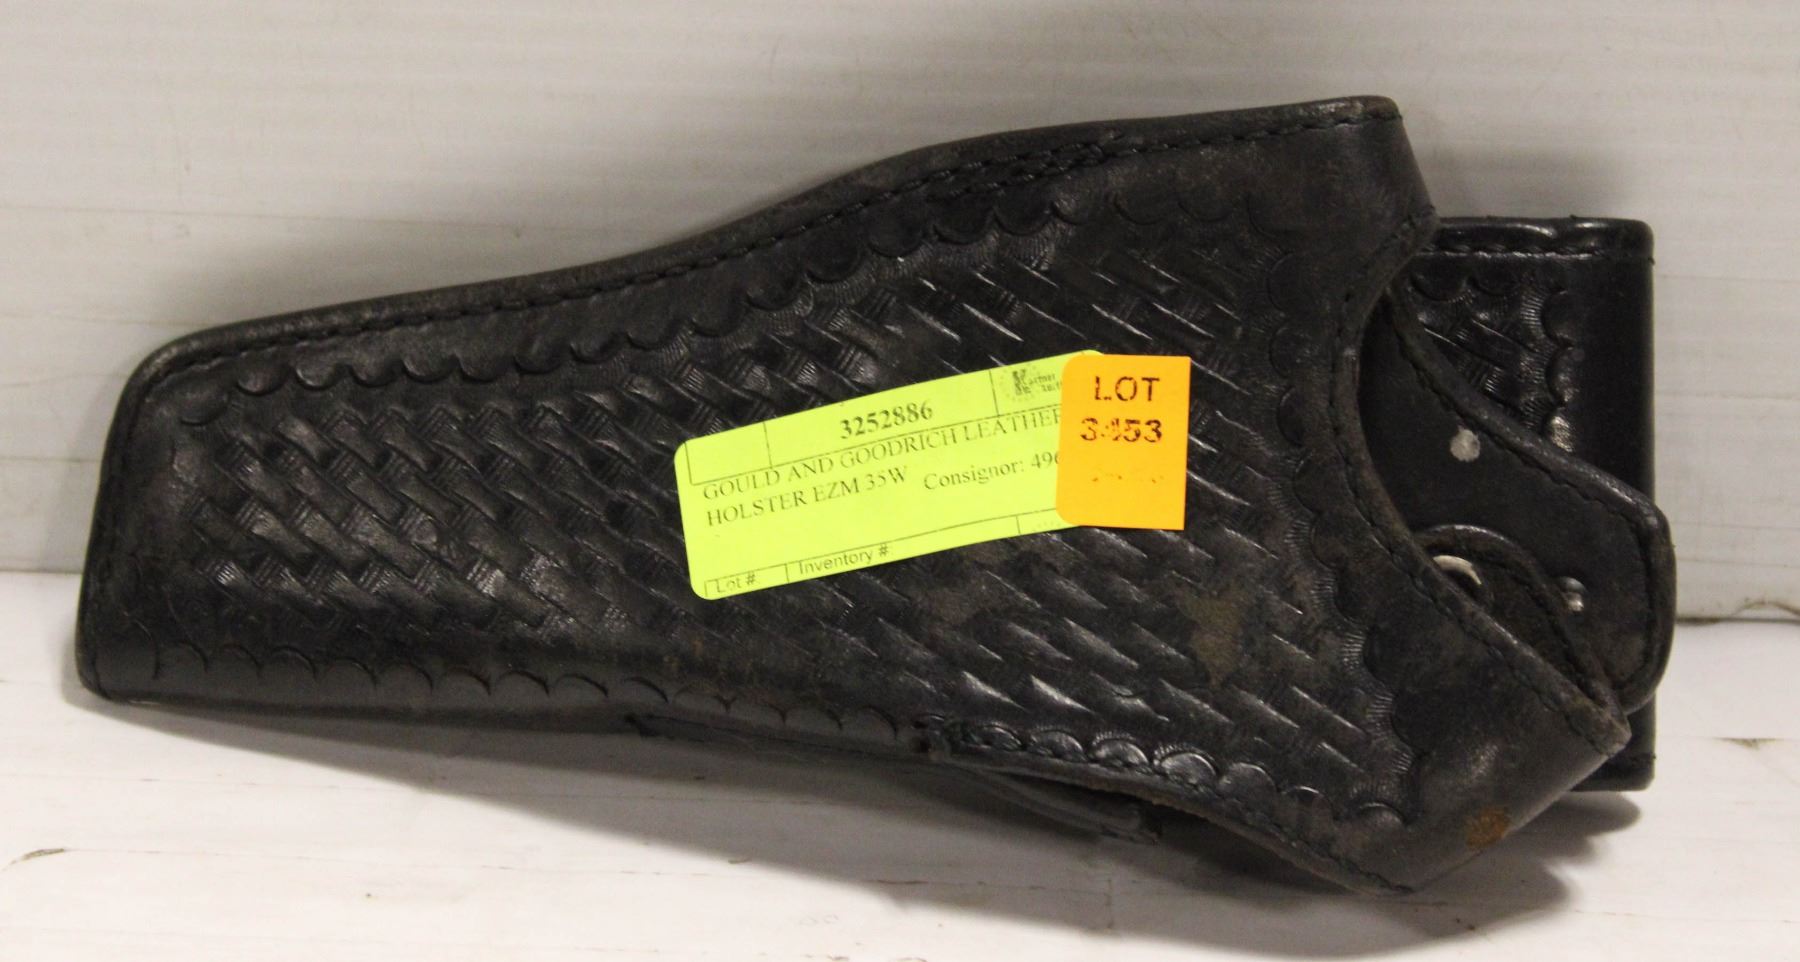 3252886
GOULD AND GOODRICH LEATHER
HOLSTER EZM 35W Consignor: 496
Lot #: Inventory #:
LOT
3453